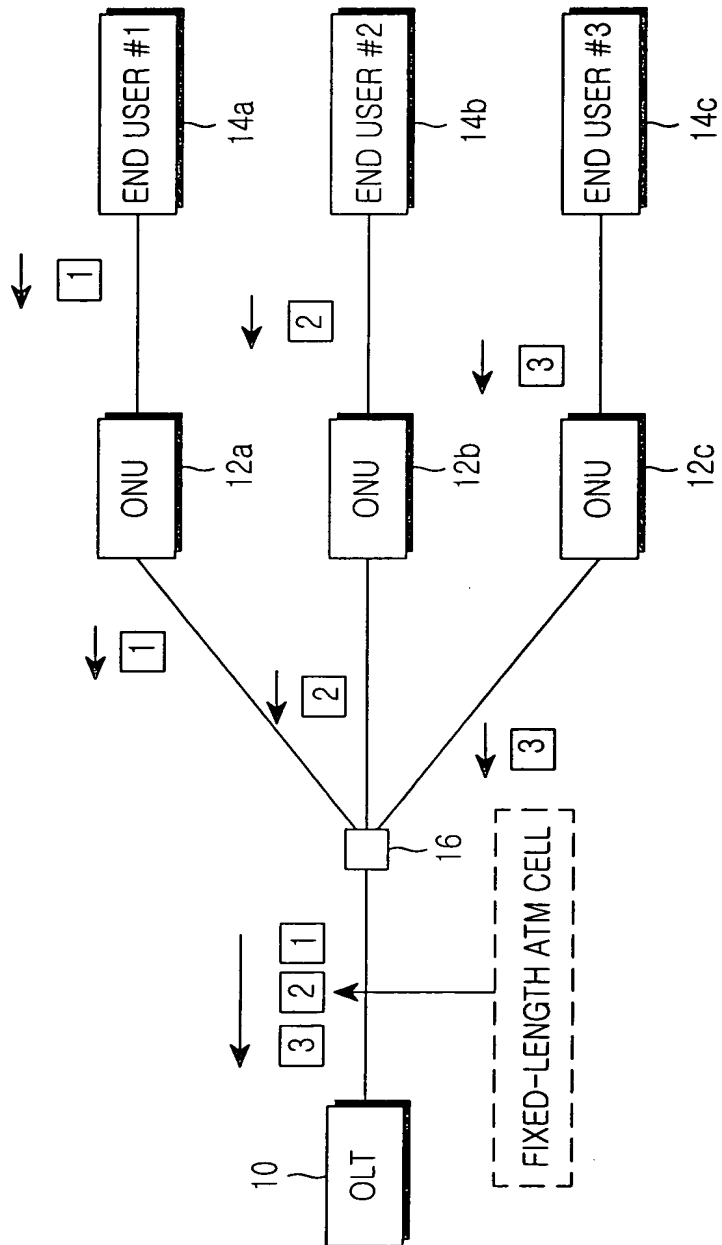 END USER #1
14a
1
ONU
12a
1
END USER #2
14b
2
ONU
12b
2
END USER #3
14c
3
ONU
12c
3
16
3 2 1
OLT
10
FIXED-LENGTH ATM CELL